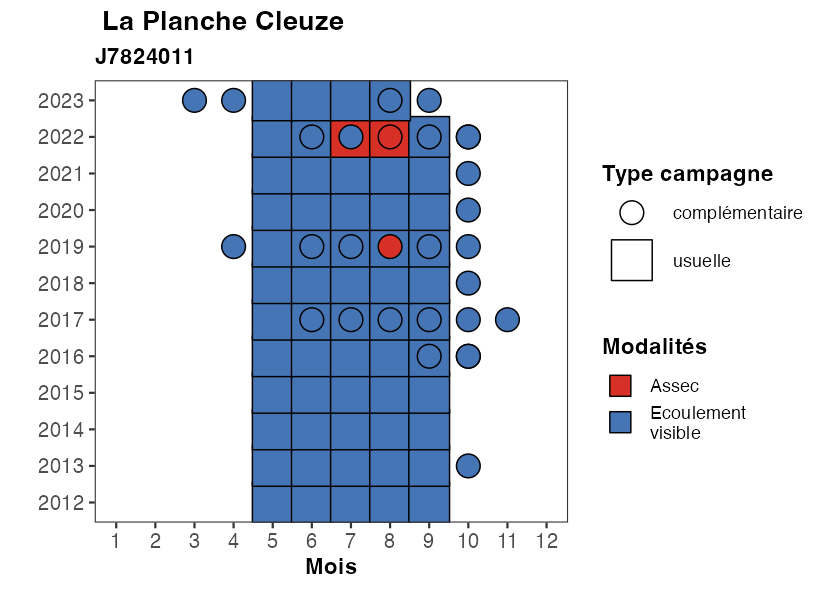 La Planche Cleuze
J7824011
2023
2022
2021
2020
2019
2018
2017
2016
2015
2014
2013
2012
1 2 3 4 5 6 7 8 9 10 11 12
Mois
Type campagne
complémentaire
usuelle
Modalités
Assec
Ecoulement
visible